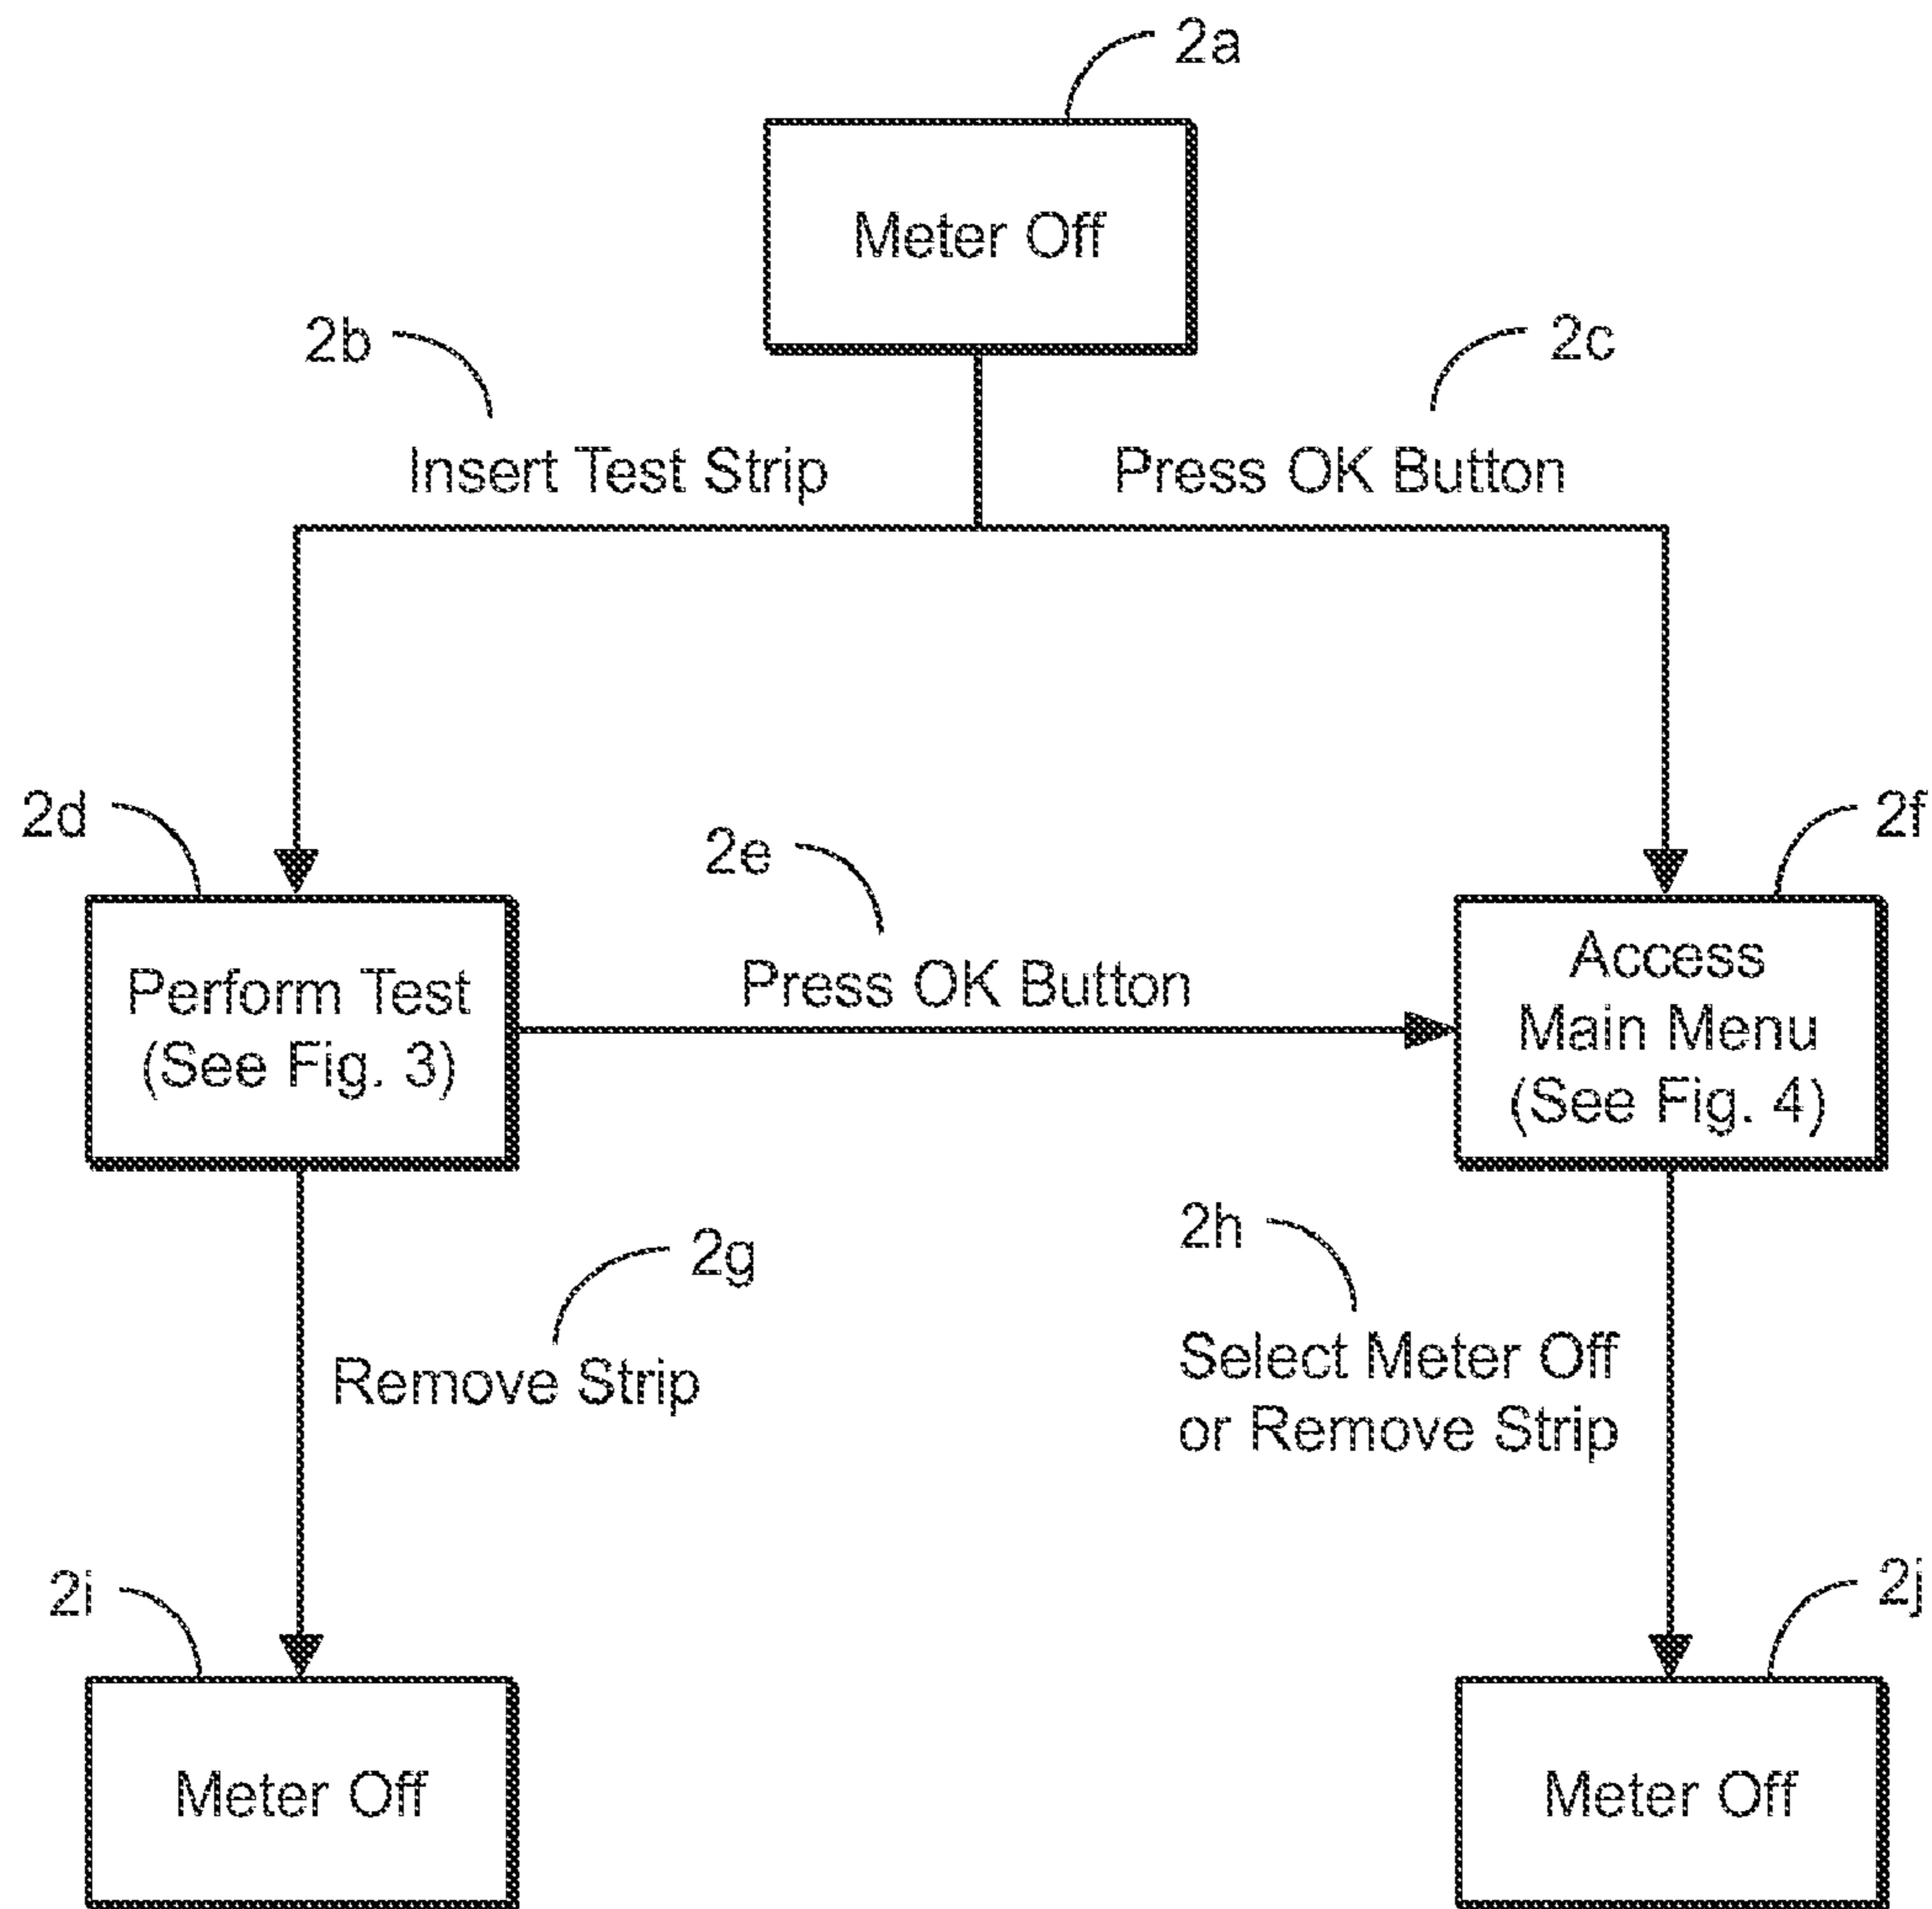 2a
Meter Off
2b
2c
Insert Test Strip
Press OK Button
2d
2e
2f
Perform Test
(See Fig. 3)
Press OK Button
Access
Main Menu
(See Fig. 4)
2g
2h
Remove Strip
Select Meter Off
or Remove Strip
2i
2j
Meter Off
Meter Off